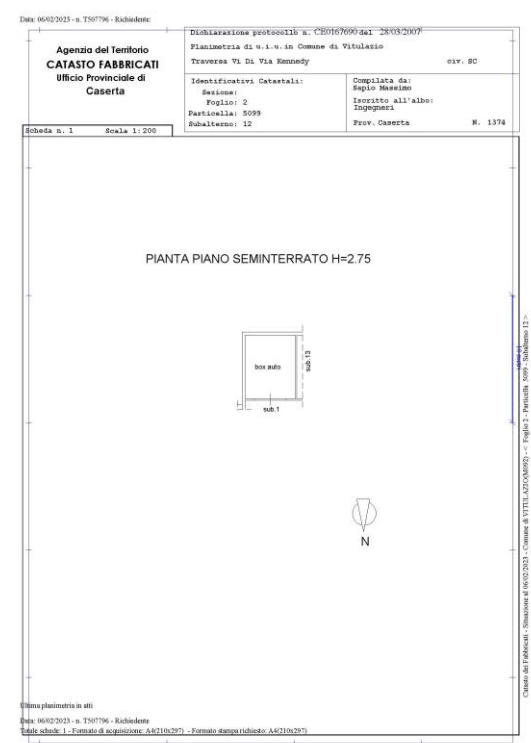 Data: 06/02/2023 - n. T507796 - Richiedente:
Agenzia del Territorio
CATASTO FABBRICATI
Ufficio Provinciale di
Caserta
Dichiarazione protocollo n. CE0167690 del 28/03/2007
Planimetria di u.i.u. in Comune di Vitulazio
Traversa Vi Di Via Kennedy civ. SC
Identificativi Catastali:
Sezione:
Foglio: 2
Particella: 5099
Subalterno: 12
Compilata da:
Sapio Massimo
Iscritto all'albo:
Ingegneri
Prov. Caserta N. 1374
Scheda n. 1 Scala 1:200
PIANTA PIANO SEMINTERRATO H=2.75
box auto
sub.13
sub.1
N
Catasto dei Fabbricati - Situazione al 06/02/2023 - Comune di VITULAZIO(M092) - < Foglio 2 - Particella 5099 - Subalterno 12 >
Ultima planimetria in atti
Data: 06/02/2023 - n. T507796 - Richiedente
Totale schede: 1 - Formato di acquisizione: A4(210x297) - Formato stampa richiesto: A4(210x297)